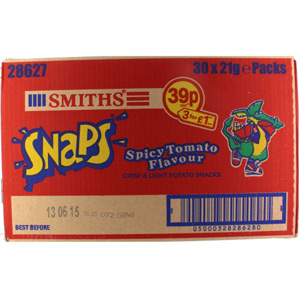 28627
30 x 21g e Packs
SMITHS
39p
3 for £1
SNaPS
Spicy Tomato
Flavour
CRISP & LIGHT POTATO SNACKS
13 06 15
BEST BEFORE
05000328286280